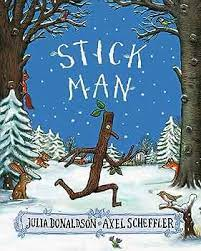 STICK
MAN
JULIA DONALDSON • AXEL SCHEFFLER